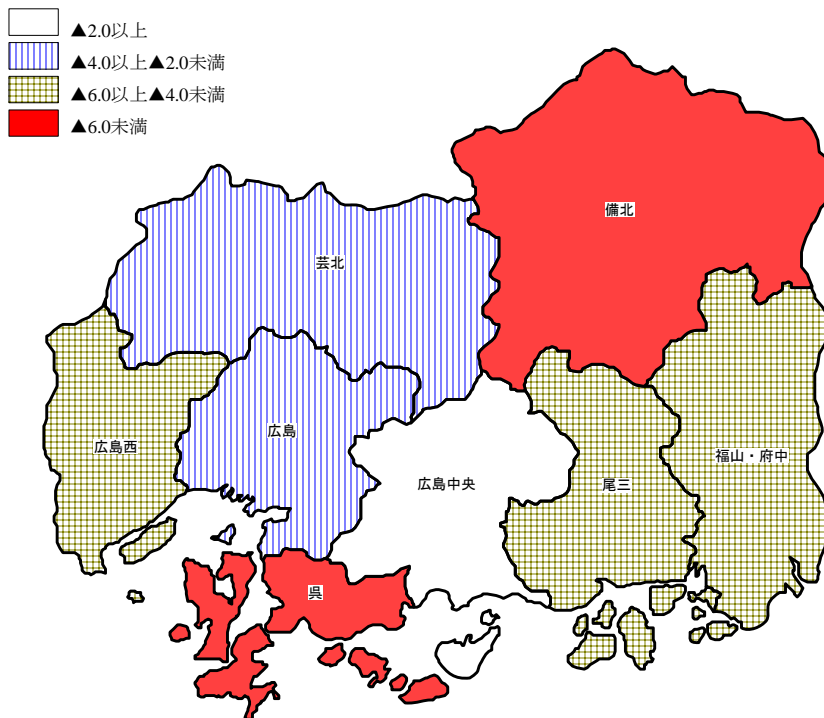 ▲2.0以上
▲4.0以上▲2.0未満
▲6.0以上▲4.0未満
▲6.0未満
備北
芸北
広島
広島西
福山・府中
広島中央
尾三
呉